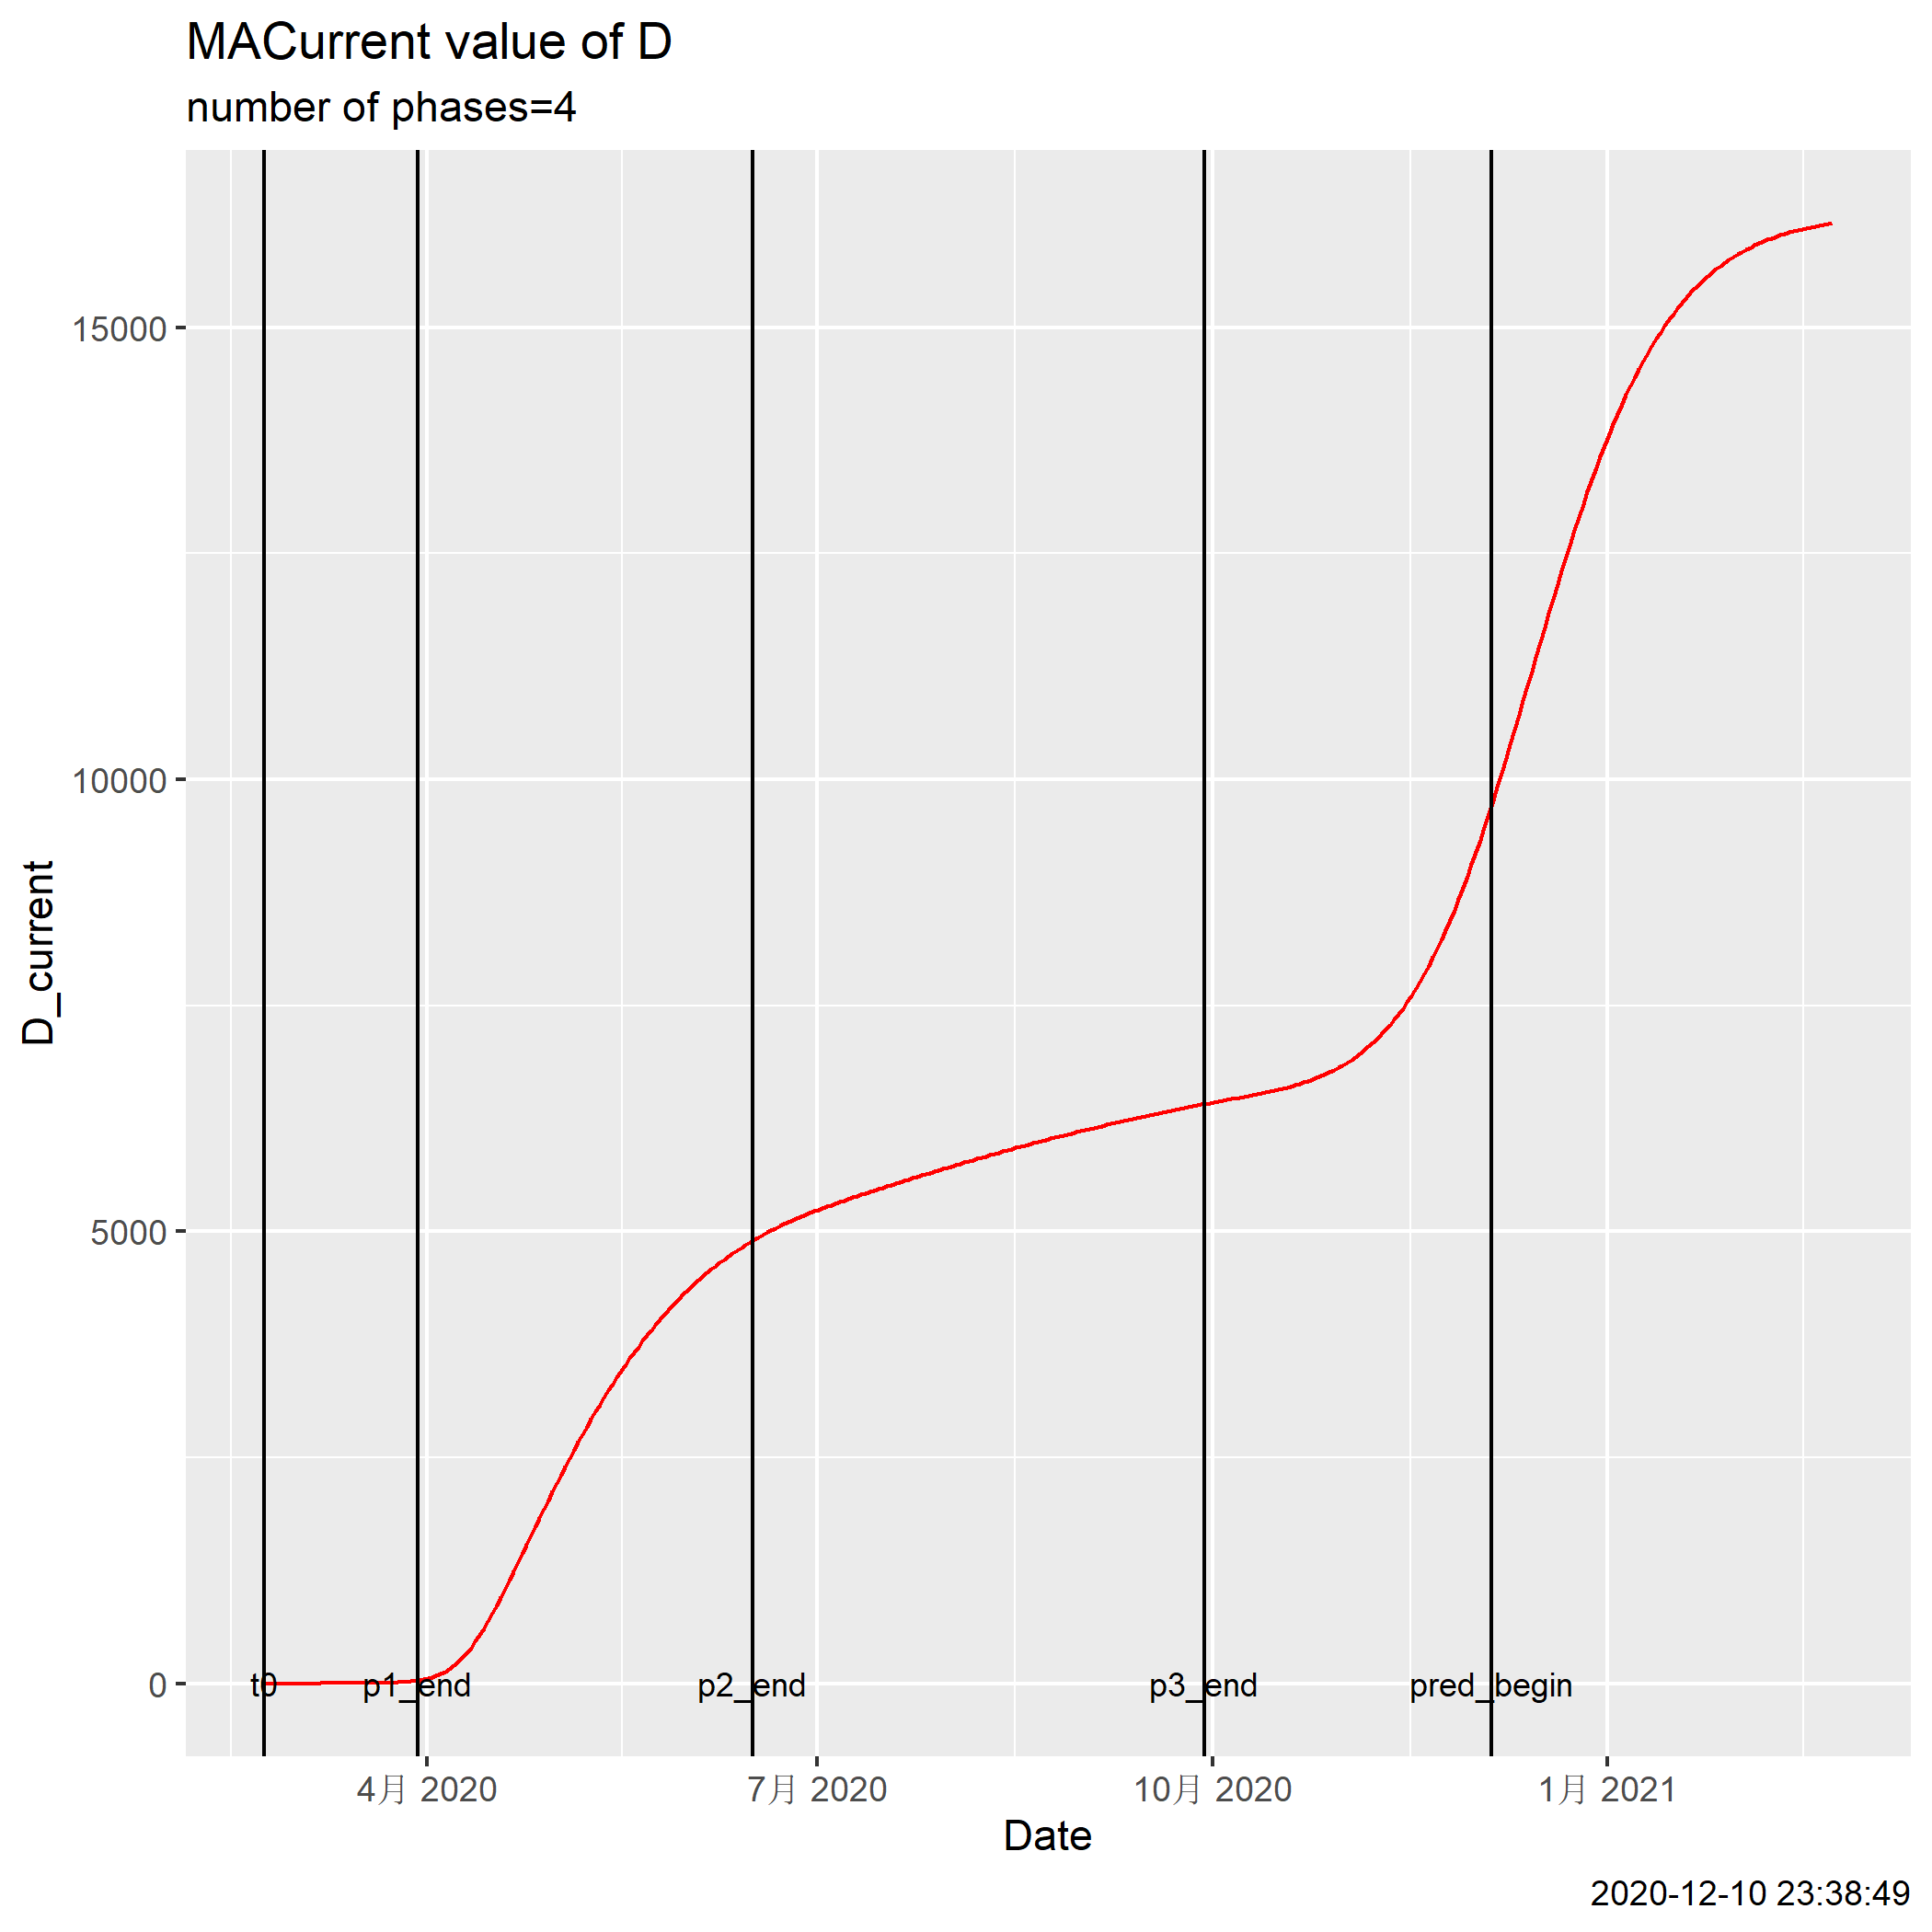 MACurrent value of D
number of phases=4
D_current
15000
10000
5000
0
t0
p1_end
p2_end
p3_end
pred_begin
4月 2020
7月 2020
10月 2020
1月 2021
Date
2020-12-10 23:38:49